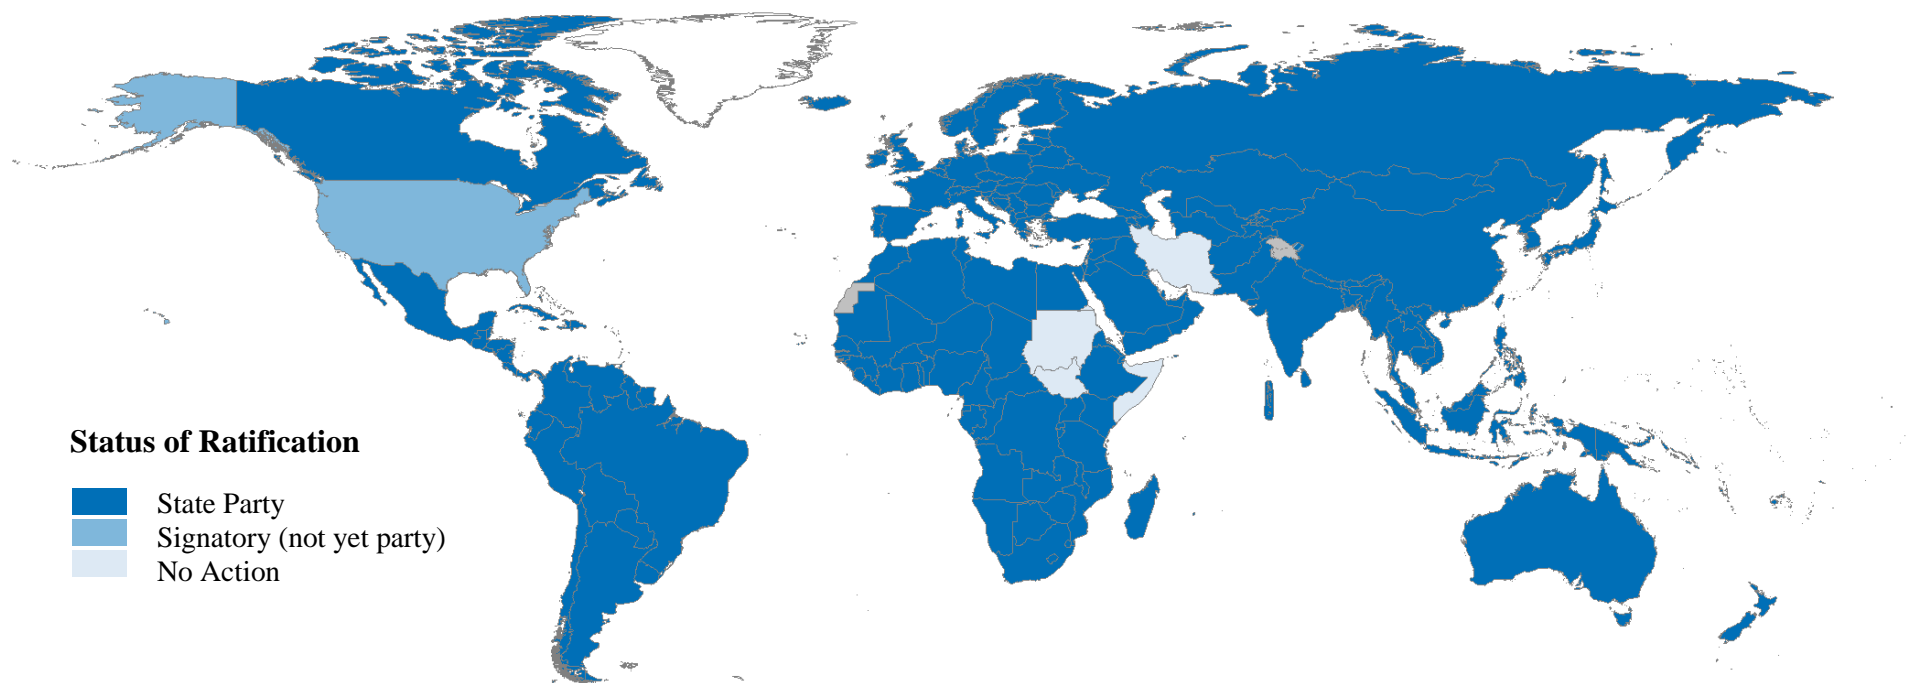 Status of Ratification
State Party
Signatory (not yet party)
No Action